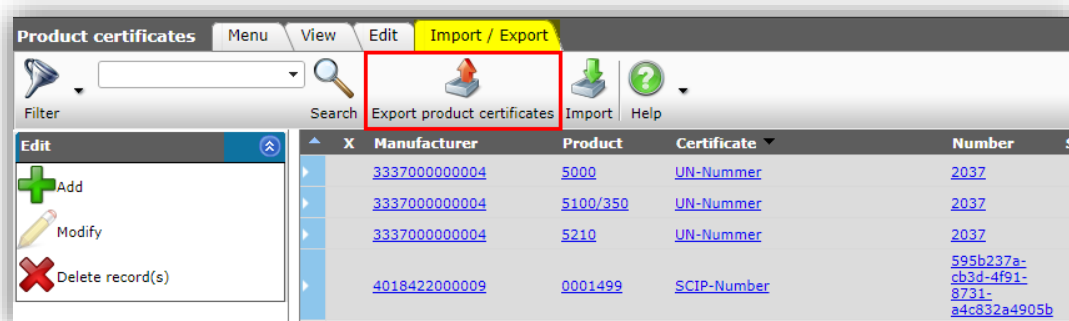 Product certificates Menu View Edit Import / Export
Filter Search Export product certificates Import Help
Edit
Add
Modify
Delete record(s)
X Manufacturer Product Certificate Number
3337000000004 5000 UN-Nummer 2037
3337000000004 5100/350 UN-Nummer 2037
3337000000004 5210 UN-Nummer 2037
4018422000009 0001499 SCIP-Number 595b237a-
cb3d-4f91-
8731-
a4c832a4905b